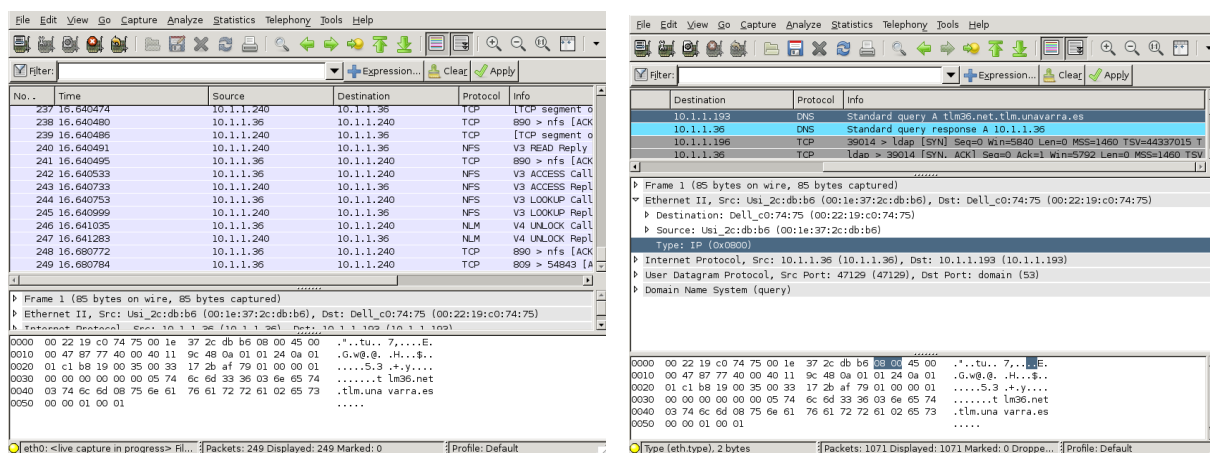 File Edit View Go Capture Analyze Statistics Telephony Tools Help
Filter: Expression... Clear Apply
No. . Time Source Destination Protocol Info
237 16.640474 10.1.1.240 10.1.1.36 TCP [TCP segment o
238 16.640480 10.1.1.36 10.1.1.240 TCP 890 > nfs [ACK
239 16.640486 10.1.1.240 10.1.1.36 TCP [TCP segment o
240 16.640491 10.1.1.240 10.1.1.36 NFS V3 READ Reply
241 16.640495 10.1.1.36 10.1.1.240 TCP 890 > nfs [ACK
242 16.640533 10.1.1.36 10.1.1.240 NFS V3 ACCESS Call
243 16.640733 10.1.1.240 10.1.1.36 NFS V3 ACCESS Repl
244 16.640753 10.1.1.36 10.1.1.240 NFS V3 LOOKUP Call
245 16.640999 10.1.1.240 10.1.1.36 NFS V3 LOOKUP Repl
246 16.641035 10.1.1.36 10.1.1.240 NLM V4 UNLOCK Call
247 16.641283 10.1.1.240 10.1.1.36 NLM V4 UNLOCK Repl
248 16.680772 10.1.1.36 10.1.1.240 TCP 890 > nfs [ACK
249 16.680784 10.1.1.36 10.1.1.240 TCP 809 > 54843 [A
Frame 1 (85 bytes on wire, 85 bytes captured)
Ethernet II, Src: Usi_2c:db:b6 (00:1e:37:2c:db:b6), Dst: Dell_c0:74:75 (00:22:19:c0:74:75)
Internet Protocol, Src: 10.1.1.36 (10.1.1.36), Dst: 10.1.1.193 (10.1.1.193)
0000 00 22 19 c0 74 75 00 1e 37 2c db b6 08 00 45 00 ."..tu.. 7,....E.
0010 00 47 87 77 40 00 40 11 9c 48 0a 01 01 24 0a 01 .G.w@.@. .H...$..
0020 01 c1 b8 19 00 35 00 33 17 2b af 79 01 00 00 01 .....5.3 .+.y....
0030 00 00 00 00 00 00 05 74 6c 6d 33 36 03 6e 65 74 .......t lm36.net
0040 03 74 6c 6d 08 75 6e 61 76 61 72 72 61 02 65 73 .tlm.una varra.es
0050 00 00 01 00 01 .....
eth0: <live capture in progress> Fil... Packets: 249 Displayed: 249 Marked: 0 Profile: Default
File Edit View Go Capture Analyze Statistics Telephony Tools Help
Filter: Expression... Clear Apply
Destination Protocol Info
10.1.1.193 DNS Standard query A tlm36.net.tlm.unavarra.es
10.1.1.36 DNS Standard query response A 10.1.1.36
10.1.1.196 TCP 39014 > ldap [SYN] Seq=0 Win=5840 Len=0 MSS=1460 TSV=44337015 T
10.1.1.36 TCP ldap > 39014 [SYN, ACK] Seq=0 Ack=1 Win=5792 Len=0 MSS=1460 TSV
Frame 1 (85 bytes on wire, 85 bytes captured)
Ethernet II, Src: Usi_2c:db:b6 (00:1e:37:2c:db:b6), Dst: Dell_c0:74:75 (00:22:19:c0:74:75)
Destination: Dell_c0:74:75 (00:22:19:c0:74:75)
Source: Usi_2c:db:b6 (00:1e:37:2c:db:b6)
Type: IP (0x0800)
Internet Protocol, Src: 10.1.1.36 (10.1.1.36), Dst: 10.1.1.193 (10.1.1.193)
User Datagram Protocol, Src Port: 47129 (47129), Dst Port: domain (53)
Domain Name System (query)
0000 00 22 19 c0 74 75 00 1e 37 2c db b6 08 00 45 00 ."..tu.. 7,....E.
0010 00 47 87 77 40 00 40 11 9c 48 0a 01 01 24 0a 01 .G.w@.@. .H...$..
0020 01 c1 b8 19 00 35 00 33 17 2b af 79 01 00 00 01 .....5.3 .+.y....
0030 00 00 00 00 00 00 05 74 6c 6d 33 36 03 6e 65 74 .......t lm36.net
0040 03 74 6c 6d 08 75 6e 61 76 61 72 72 61 02 65 73 .tlm.una varra.es
0050 00 00 01 00 01 .....
Type (eth.type), 2 bytes Packets: 1071 Displayed: 1071 Marked: 0 Droppe... Profile: Default